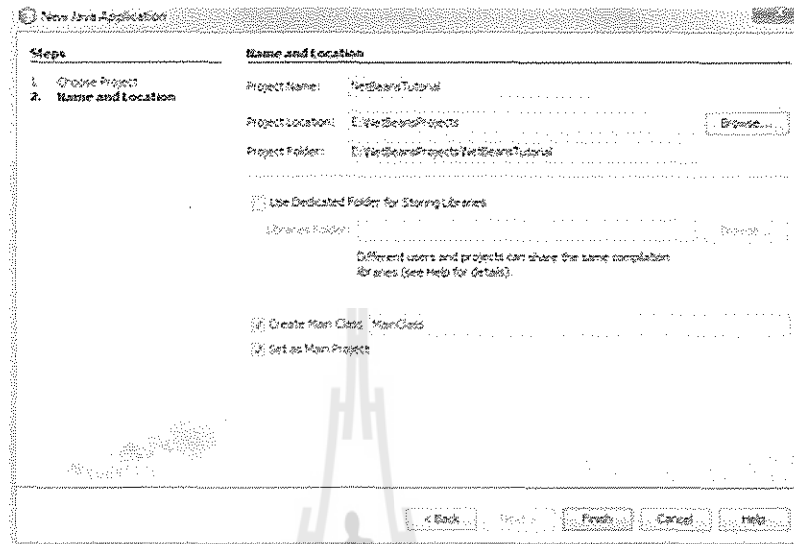 New Java Application
Steps
1. Choose Project
2. Name and Location
Name and Location
Project Name: NetBeansTutorial
Project Location: E:\NetBeansProjects Browse...
Project Folder: E:\NetBeansProjects\NetBeansTutorial
Use Dedicated Folder for Storing Libraries
Libraries Folder: Browse...
Different users and projects can share the same compilation
libraries (see Help for details).
Create Main Class MainClass
Set as Main Project
< Back Next > Finish Cancel Help